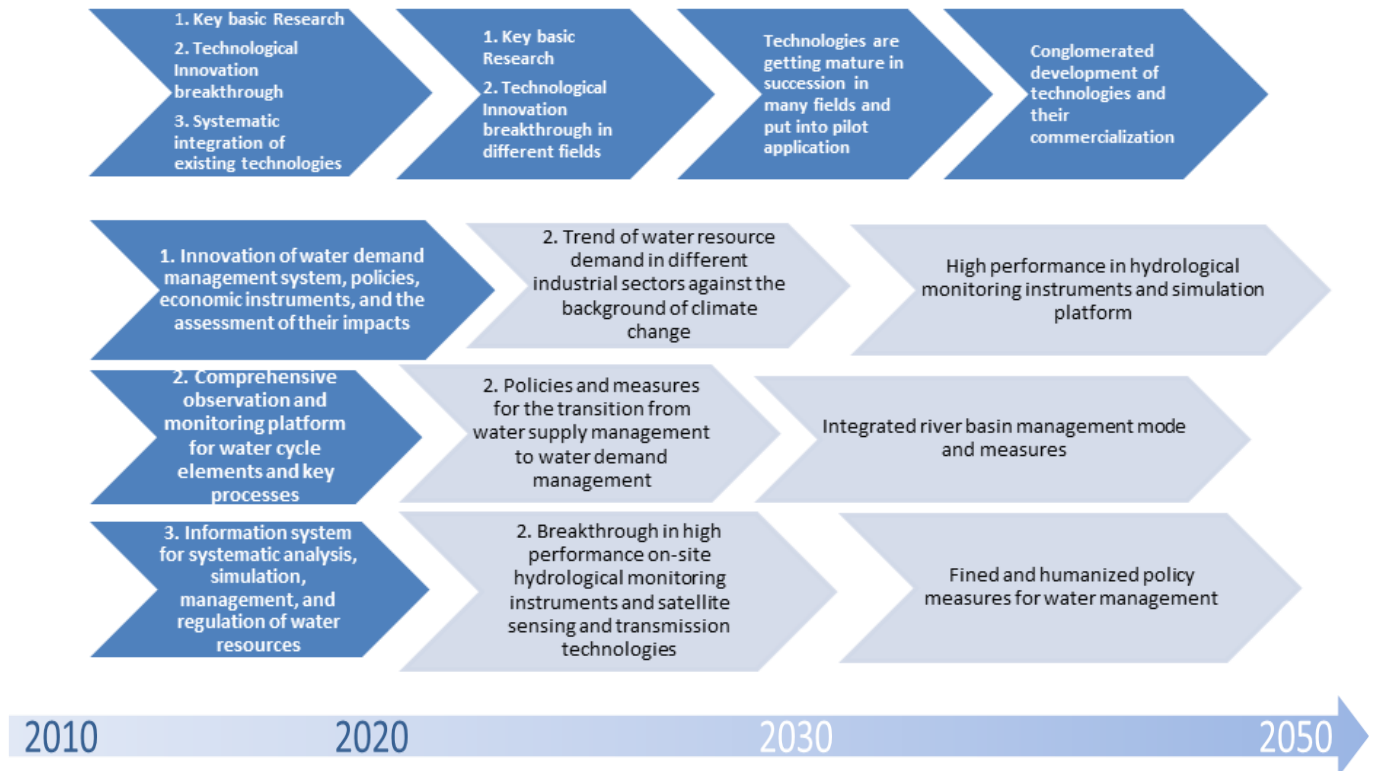 1. Key basic Research
2. Technological
Innovation
breakthrough
3. Systematic
integration of
existing technologies
1. Key basic
Research
2. Technological
Innovation
breakthrough in
different fields
Technologies are
getting mature in
succession in
many fields and
put into pilot
application
Conglomerated
development of
technologies and
their
commercialization
1. Innovation of water demand
management system, policies,
economic instruments, and the
assessment of their impacts
2. Trend of water resource
demand in different
industrial sectors against the
background of climate
change
High performance in hydrological
monitoring instruments and simulation
platform
2. Comprehensive
observation and
monitoring platform
for water cycle
elements and key
processes
2. Policies and measures
for the transition from
water supply management
to water demand
management
Integrated river basin management mode
and measures
3. Information system
for systematic analysis,
simulation,
management, and
regulation of water
resources
2. Breakthrough in high
performance on-site
hydrological monitoring
instruments and satellite
sensing and transmission
technologies
Fined and humanized policy
measures for water management
2010 2020 2030 2050